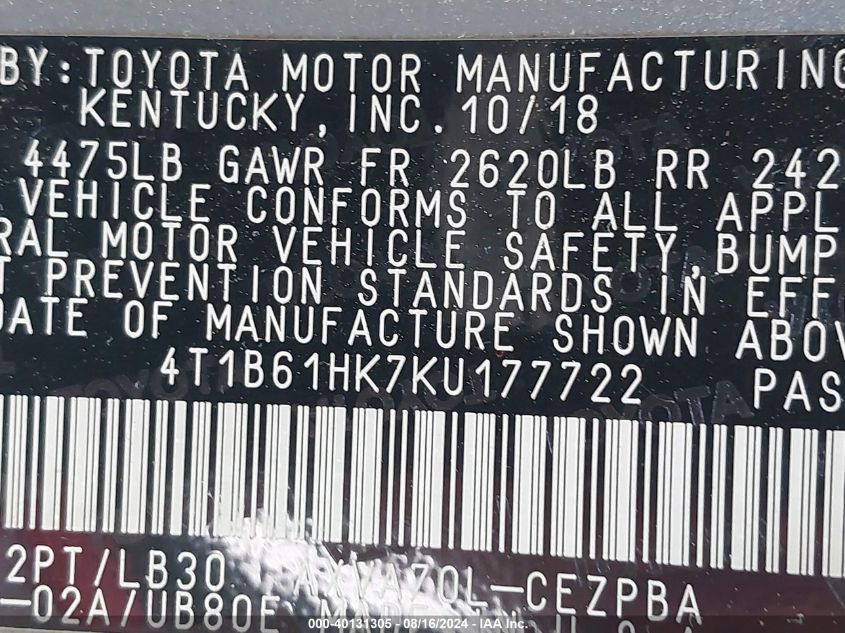 BY: TOYOTA MOTOR MANUFACTURING
KENTUCKY, INC. 10/18
4475LB GAWR FR 2620LB RR 242
VEHICLE CONFORMS TO ALL APPL
RAL MOTOR VEHICLE SAFETY, BUMP
T PREVENTION STANDARDS IN EFF
DATE OF MANUFACTURE SHOWN ABOV
4T1B61HK7KU177722 PAS
2PT/LB30 AXVA70L-CEZPBA
-02A/UB80E MADE
000-40131305 - 08/16/2024 - IAA Inc.